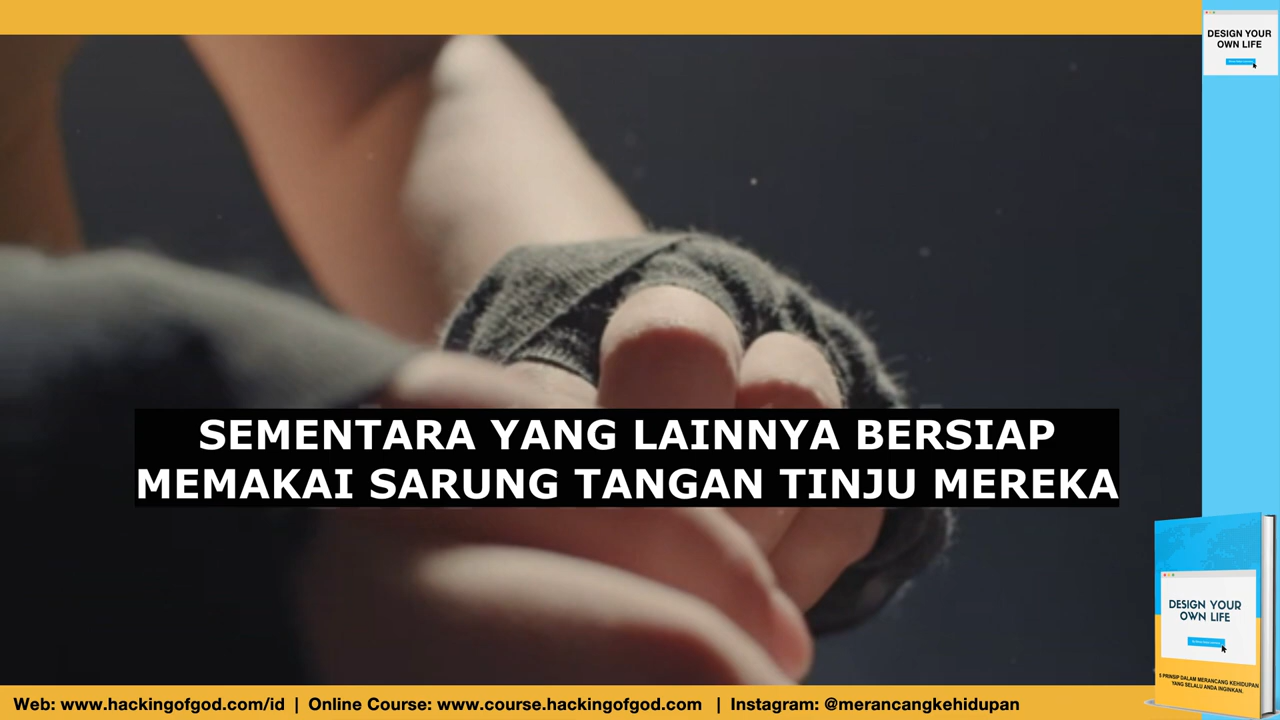 DESIGN YOUR
OWN LIFE
SEMENTARA YANG LAINNYA BERSIAP
MEMAKAI SARUNG TANGAN TINJU MEREKA
DESIGN YOUR
OWN LIFE
5 PRINSIP DALAM MERANCANG KEHIDUPAN
YANG SELALU ANDA INGINKAN.
Web: www.hackingofgod.com/id | Online Course: www.course.hackingofgod.com | Instagram: @merancangkehidupan